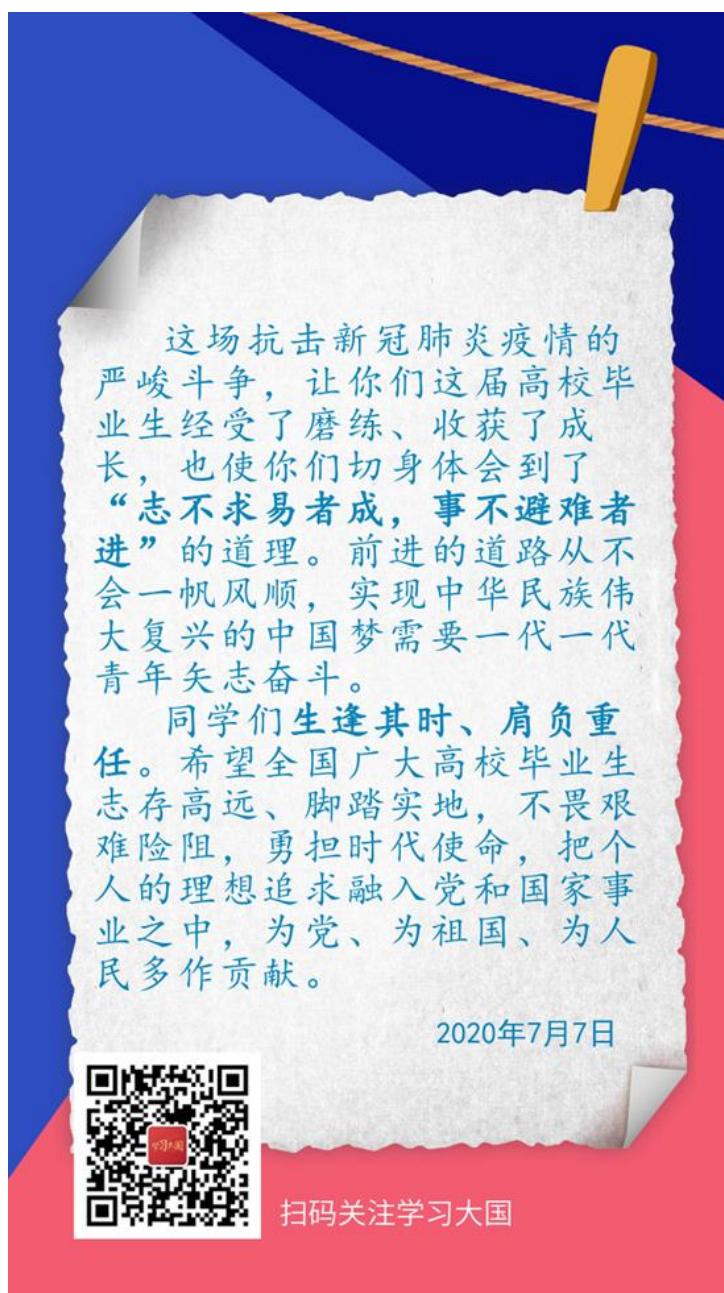 这场抗击新冠肺炎疫情的
严峻斗争，让你们这届高校毕
业生经受了磨练、收获了成
长，也使你们切身体会到了
“志不求易者成，事不避难者
进”的道理。前进的道路从不
会一帆风顺，实现中华民族伟
大复兴的中国梦需要一代一代
青年矢志奋斗。
同学们生逢其时、肩负重
任。希望全国广大高校毕业生
志存高远、脚踏实地，不畏艰
难险阻，勇担时代使命，把个
人的理想追求融入党和国家事
业之中，为党、为祖国、为人
民多作贡献。
2020年7月7日
学习大国
扫码关注学习大国